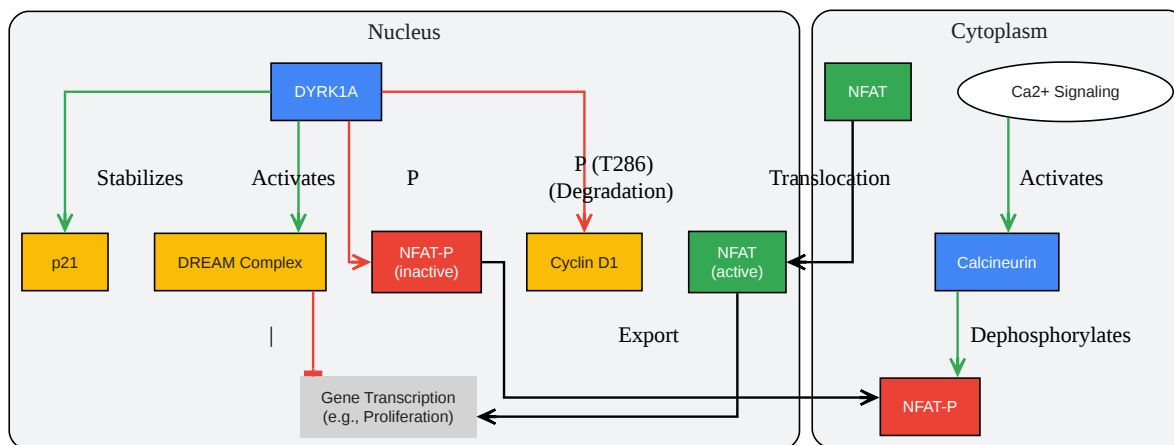 Nucleus
Cytoplasm
DYRK1A
NFAT
Ca2+ Signaling
P (T286)
(Degradation)
Stabilizes
Activates
P
Translocation
Activates
p21
DREAM Complex
NFAT-P
(inactive)
Cyclin D1
NFAT
(active)
Calcineurin
|
Export
Dephosphorylates
Gene Transcription
(e.g., Proliferation)
NFAT-P